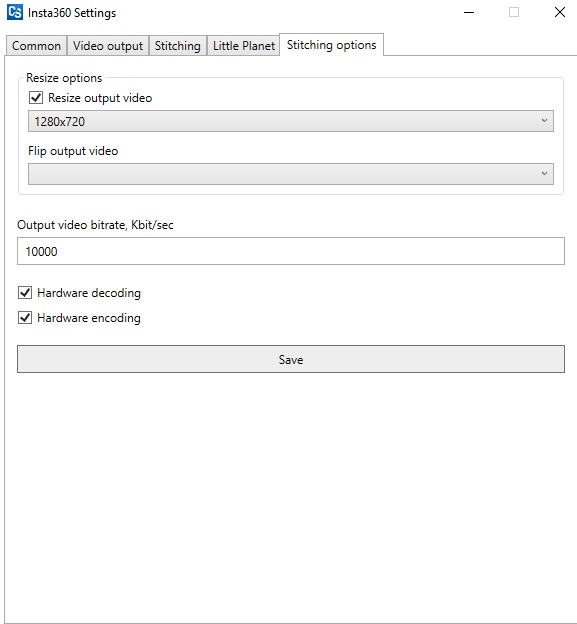 CS Insta360 Settings
Common Video output Stitching Little Planet Stitching options
Resize options
Resize output video
1280x720
Flip output video
Output video bitrate, Kbit/sec
10000
Hardware decoding
Hardware encoding
Save